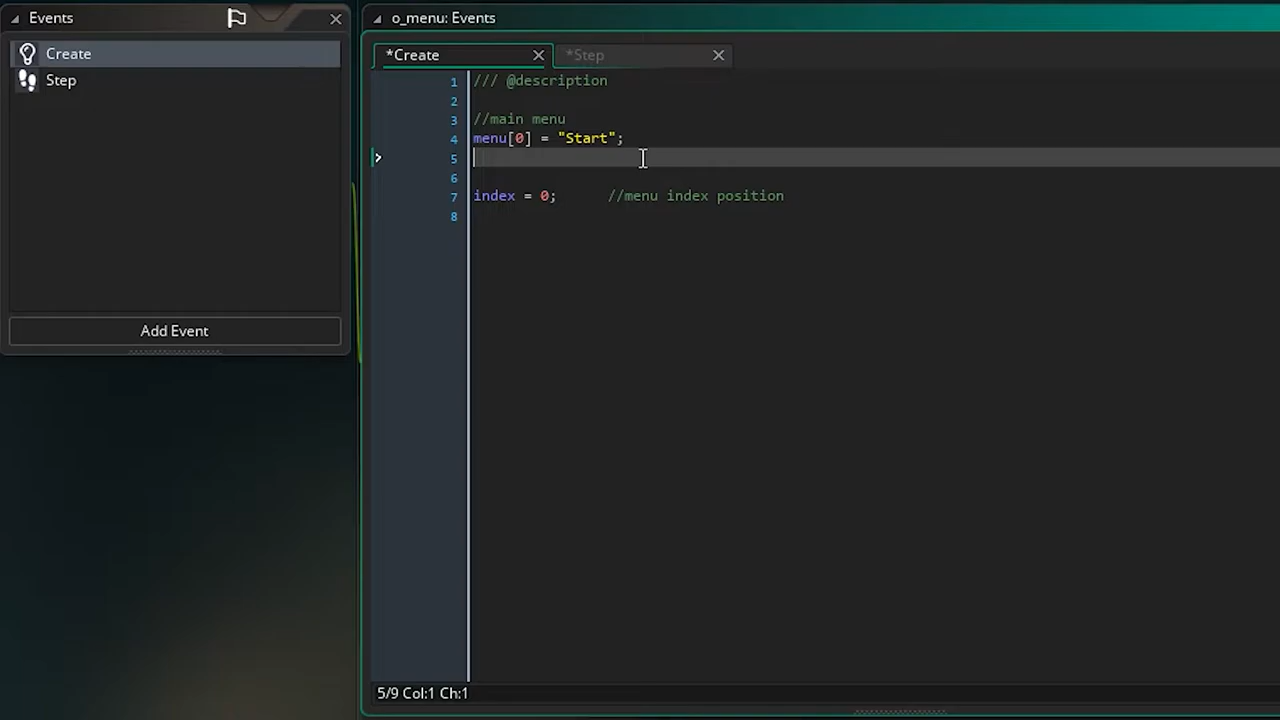 Events
Create
Step
Add Event
o_menu: Events
*Create
*Step
1 /// @description
2
3 //main menu
4 menu[0] = "Start";
5
6
7 index = 0; //menu index position
8
5/9 Col:1 Ch:1